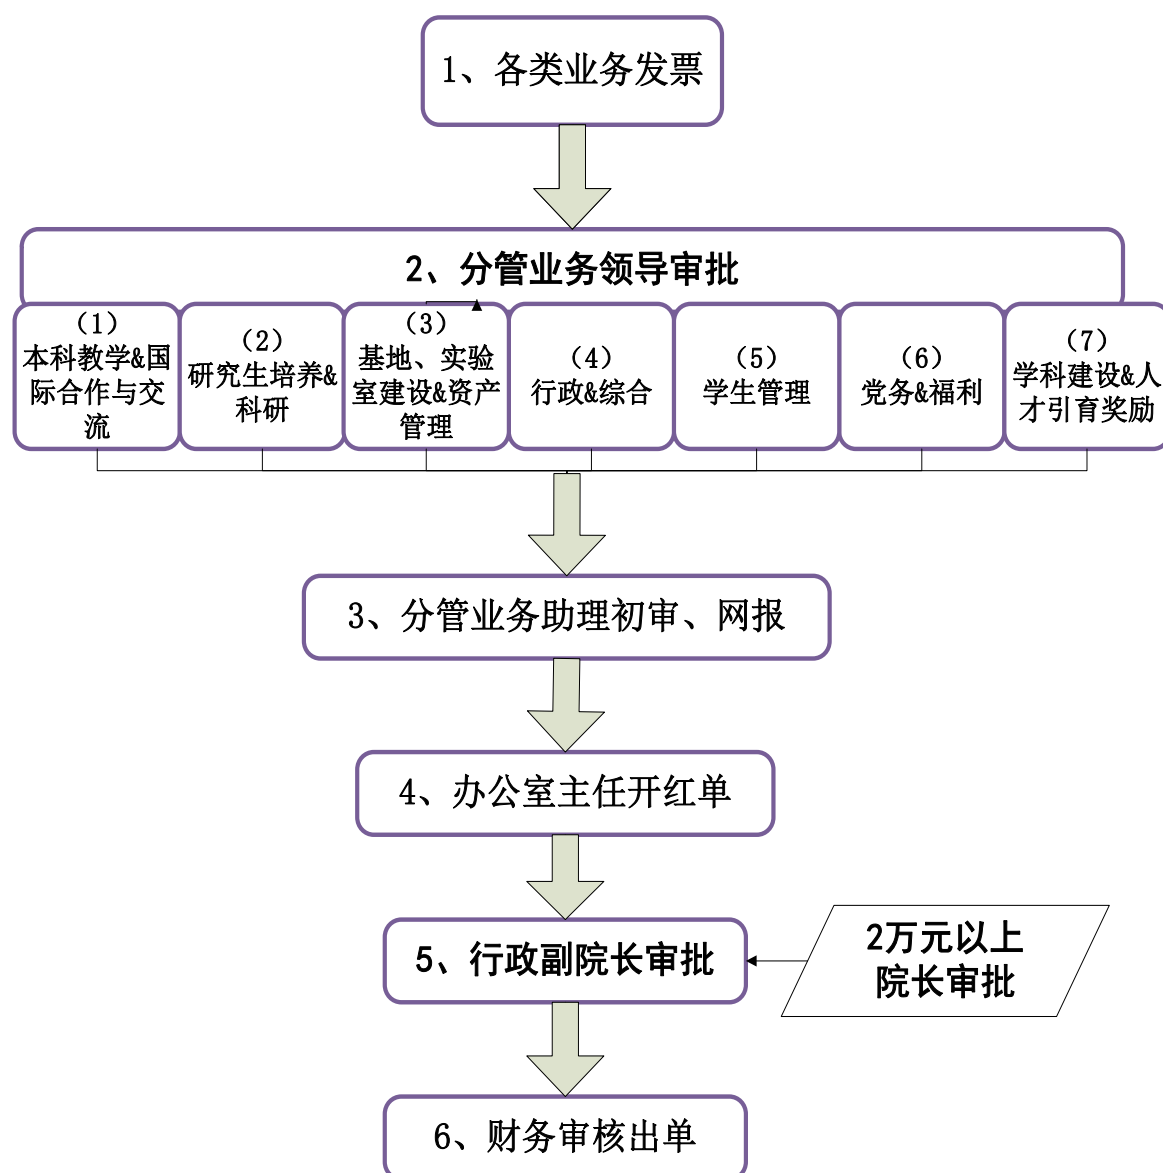 1、各类业务发票
2、分管业务领导审批
（1）
本科教学&国
际合作与交
流
（2）
研究生培养&
科研
（3）
基地、实验
室建设&资产
管理
（4）
行政&综合
（5）
学生管理
（6）
党务&福利
（7）
学科建设&人
才引育奖励
3、分管业务助理初审、网报
4、办公室主任开红单
5、行政副院长审批
2万元以上
院长审批
6、财务审核出单